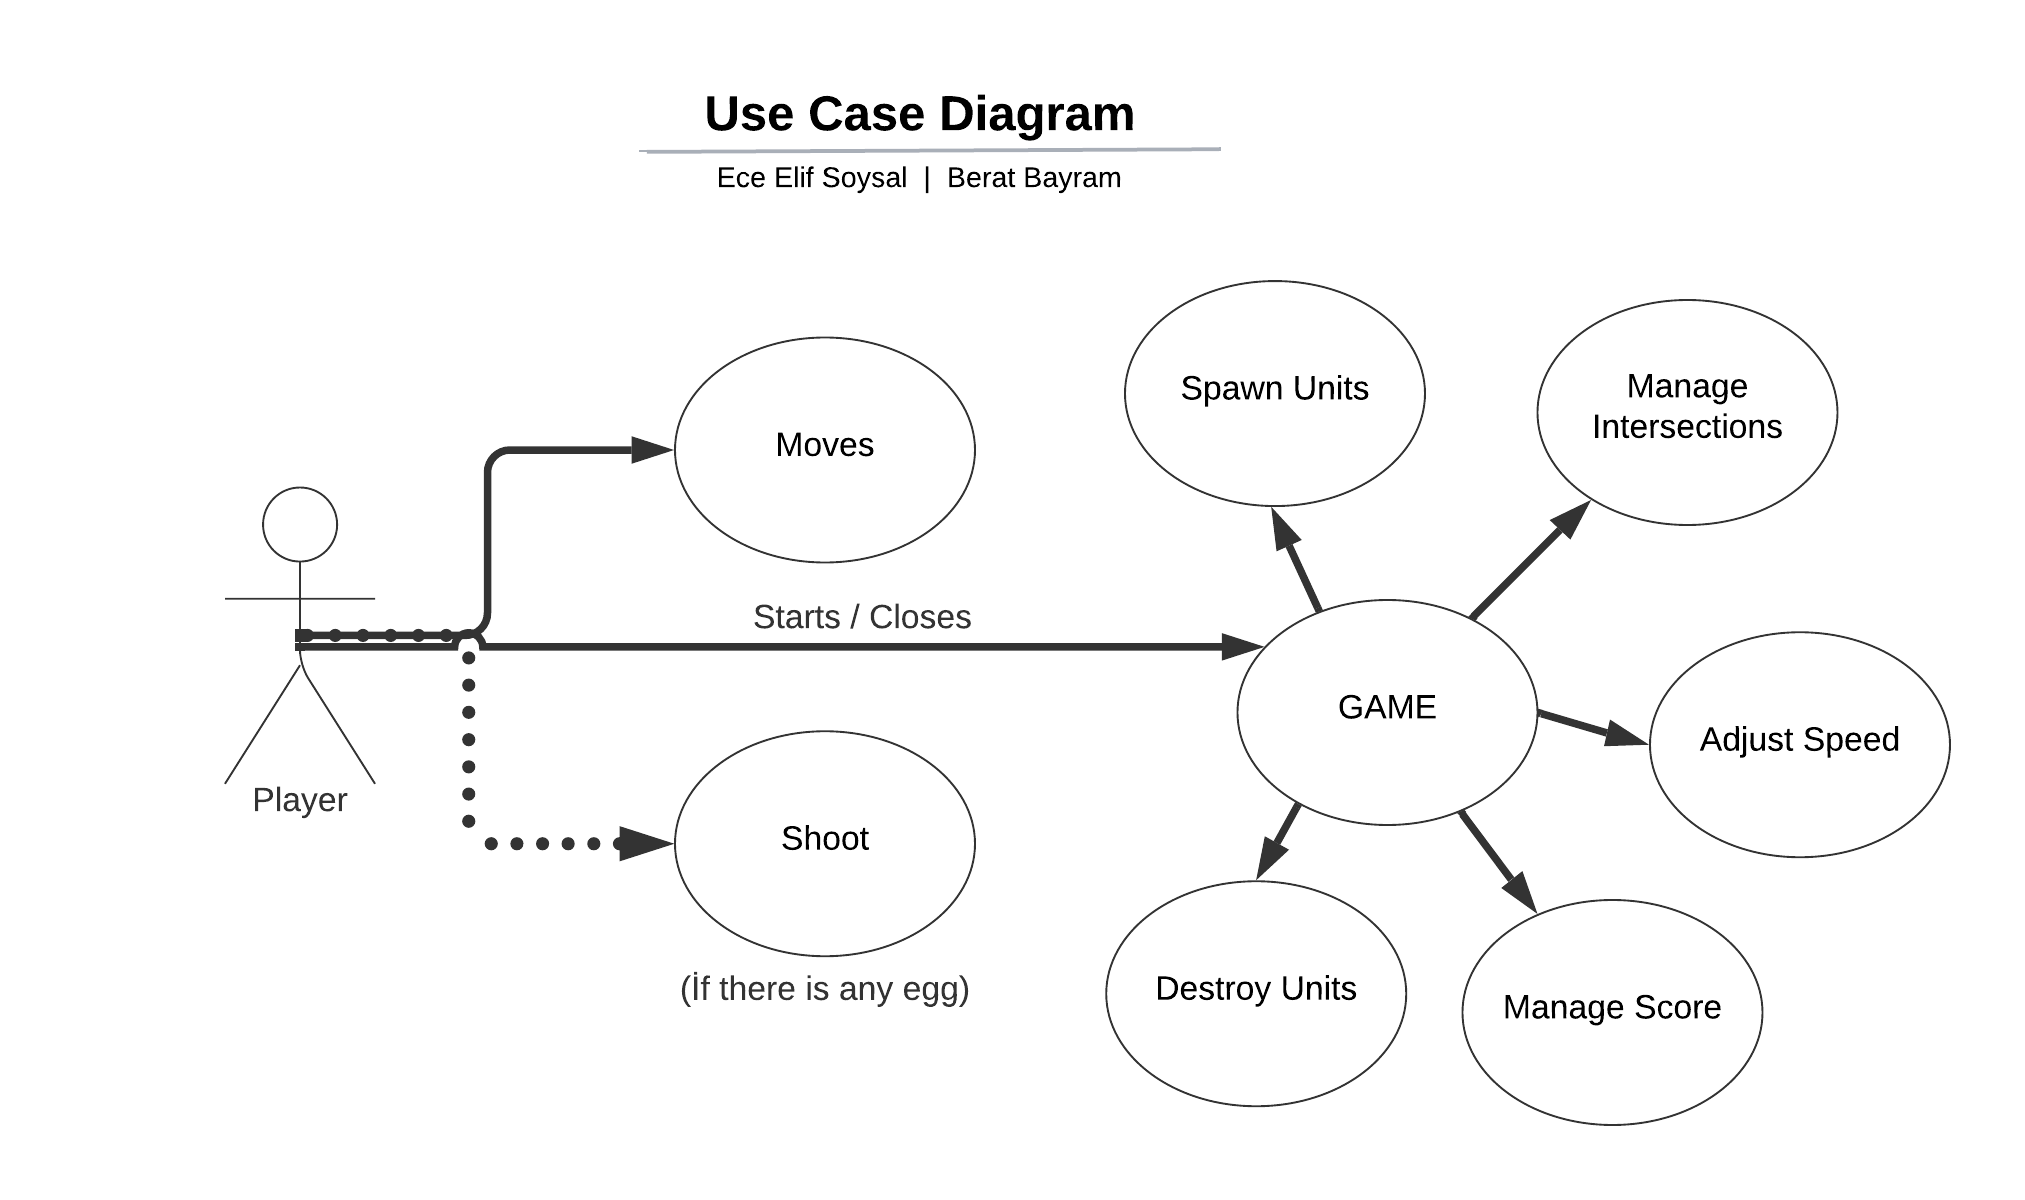 Use Case Diagram
Ece Elif Soysal | Berat Bayram
Spawn Units
Manage
Intersections
Moves
Starts / Closes
GAME
Adjust Speed
Player
Shoot
(İf there is any egg)
Destroy Units
Manage Score